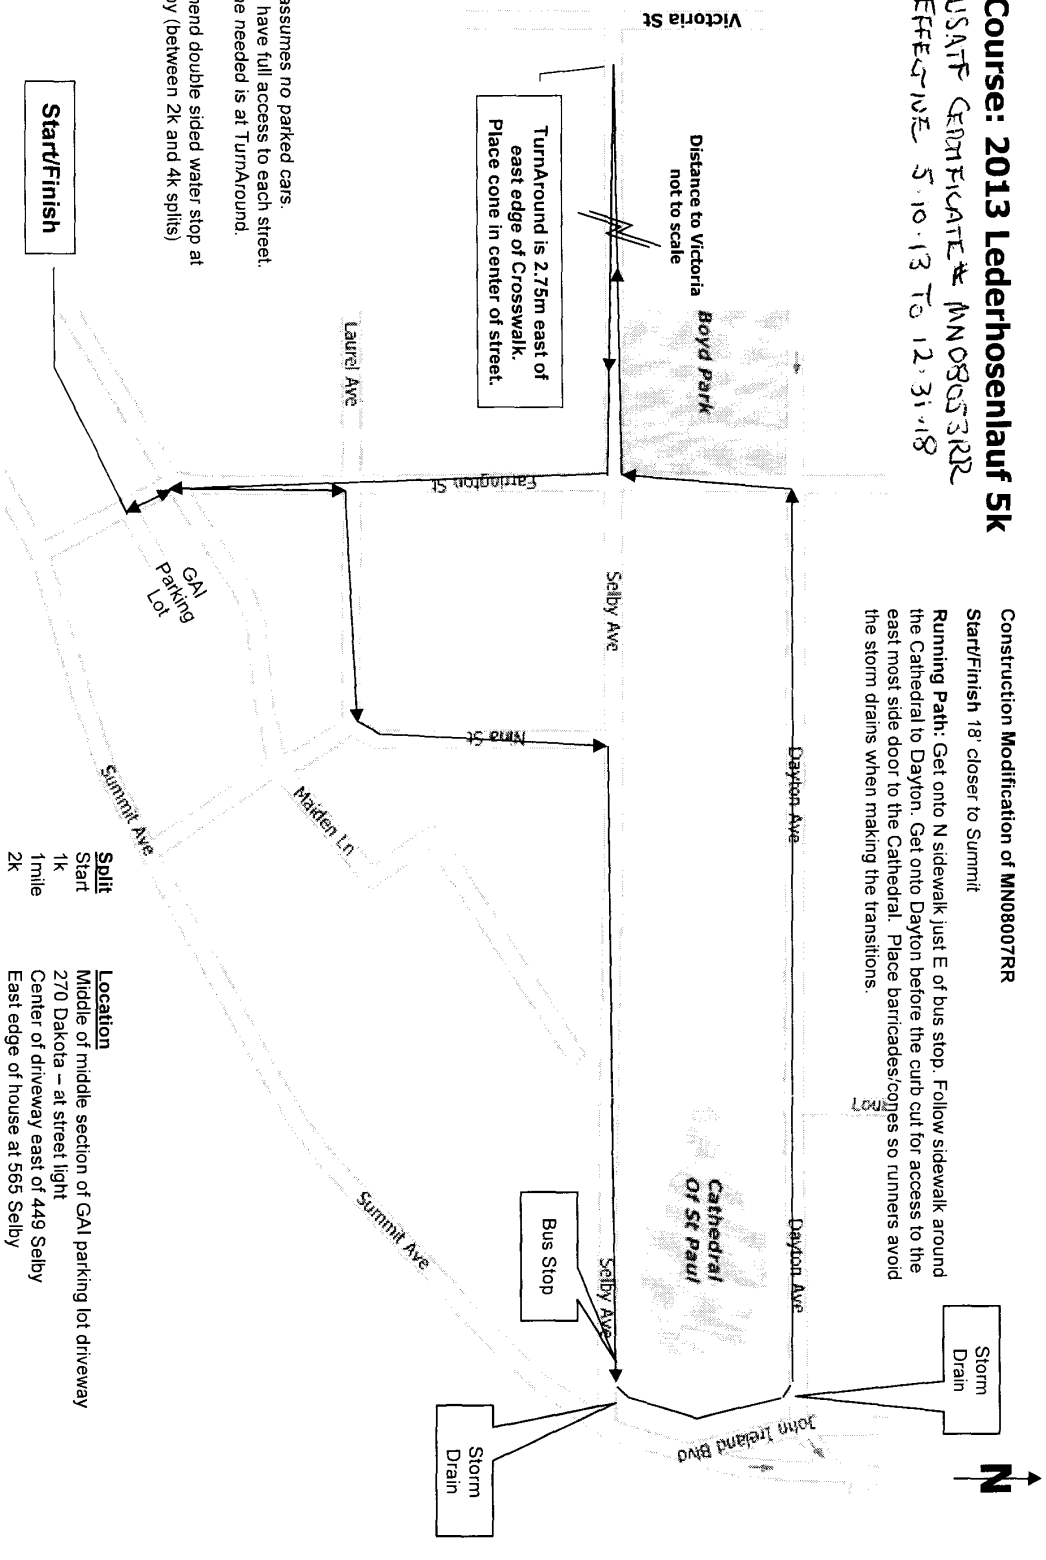 Course: 2013 Lederhosenlauf 5k
USATF CERTIFICATE # MN08053RR
EFFECTIVE 5.10.13 TO 12.31.18
Construction Modification of MN08007RR
Start/Finish 18' closer to Summit
Running Path: Get onto N sidewalk just E of bus stop. Follow sidewalk around
the Cathedral to Dayton. Get onto Dayton before the curb cut for access to the
east most side door to the Cathedral. Place barricades/cones so runners avoid
the storm drains when making the transitions.
N
Storm
Drain
Victoria St
Distance to Victoria
not to scale
Boyd Park
TurnAround is 2.75m east of
east edge of Crosswalk.
Place cone in center of street.
Dayton Ave
Dayton Ave
Cathedral
Of St Paul
John Ireland Blvd
Selby Ave
Selby Ave
Bus Stop
Storm
Drain
Farrington St
Nina St
Laurel Ave
Maiden Ln
Summit Ave
Summit Ave
GAI
Parking
Lot
assumes no parked cars.
have full access to each street.
needed is at TurnAround.
double sided water stop at
(between 2k and 4k splits)
Start/Finish
Split Location
Start Middle of middle section of GAI parking lot driveway
1k 270 Dakota – at street light
1mile Center of driveway east of 449 Selby
2k East edge of house at 565 Selby